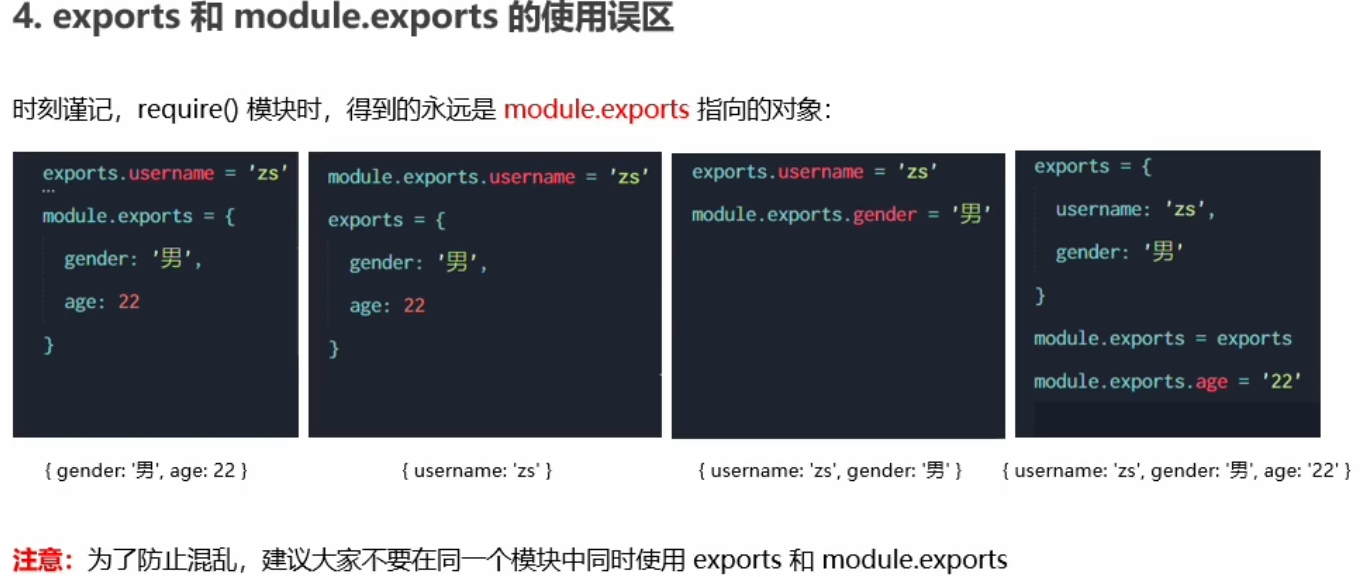 4. exports 和 module.exports 的使用误区
时刻谨记，require() 模块时，得到的永远是 module.exports 指向的对象：
exports.username = 'zs'
module.exports = {
gender: '男',
age: 22
}
module.exports.username = 'zs'
exports = {
gender: '男',
age: 22
}
exports.username = 'zs'
module.exports.gender = '男'
exports = {
username: 'zs',
gender: '男'
}
module.exports = exports
module.exports.age = '22'
{ gender: '男', age: 22 }
{ username: 'zs' }
{ username: 'zs', gender: '男' }
{ username: 'zs', gender: '男', age: '22' }
注意：为了防止混乱，建议大家不要在同一个模块中同时使用 exports 和 module.exports